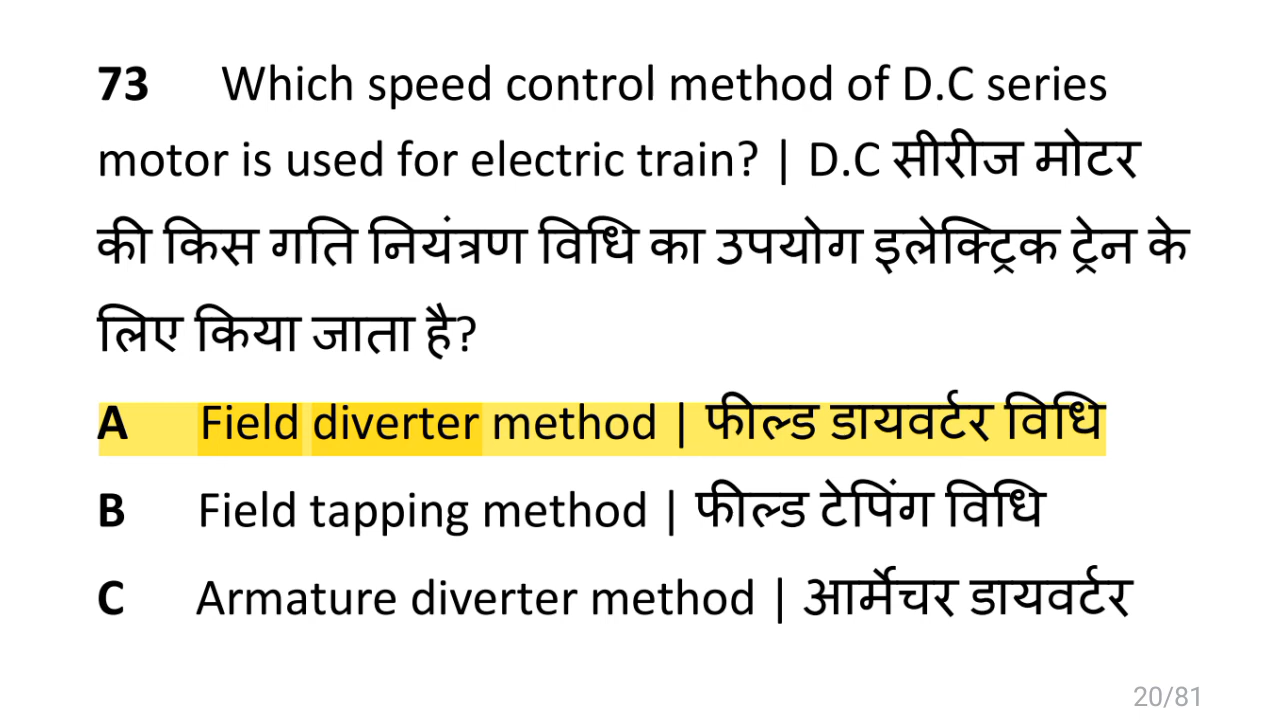 73 Which speed control method of D.C series
motor is used for electric train? | D.C सीरीज मोटर
की किस गति नियंत्रण विधि का उपयोग इलेक्ट्रिक ट्रेन के
लिए किया जाता है?
A Field diverter method | फील्ड डायवर्टर विधि
B Field tapping method | फील्ड टेपिंग विधि
C Armature diverter method | आर्मेचर डायवर्टर
20/81